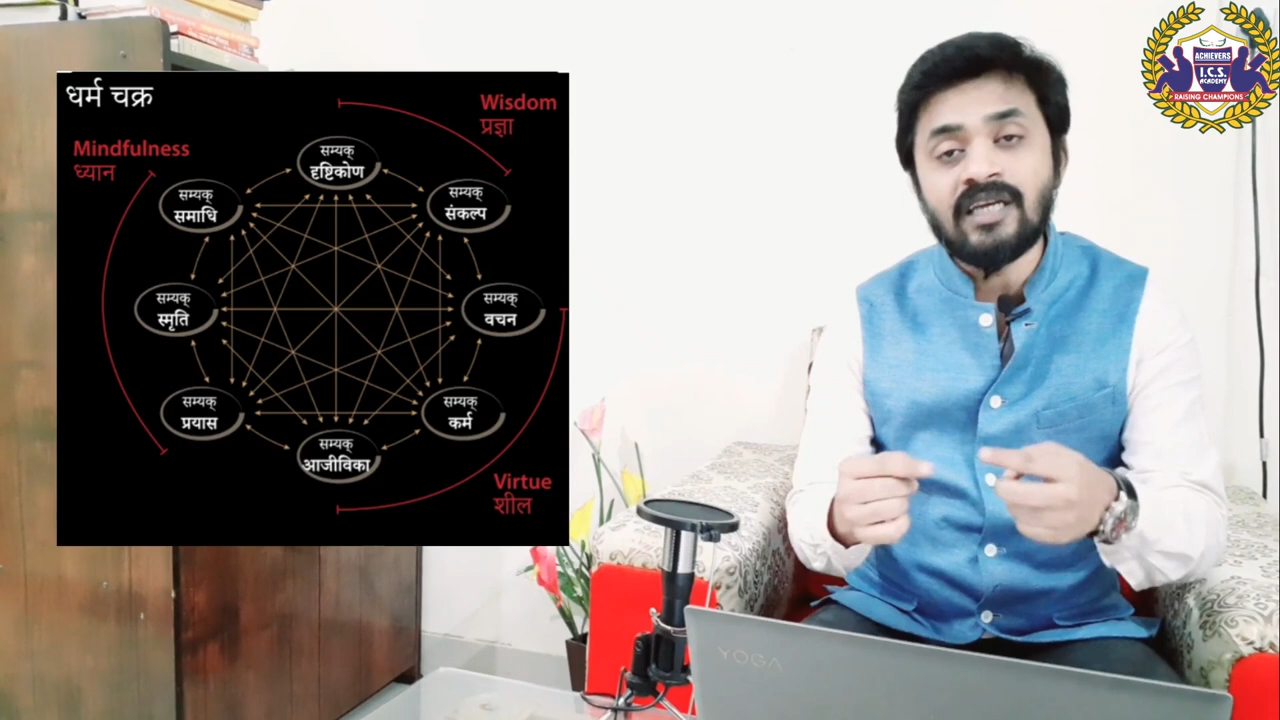 धर्म चक्र
Wisdom
प्रज्ञा
Mindfulness
ध्यान
सम्यक्
दृष्टिकोण
सम्यक्
समाधि
सम्यक्
संकल्प
सम्यक्
स्मृति
सम्यक्
वचन
सम्यक्
प्रयास
सम्यक्
कर्म
सम्यक्
आजीविका
Virtue
शील
ACHIEVERS
I.C.S.
ACADEMY
RAISING CHAMPIONS
YOGA